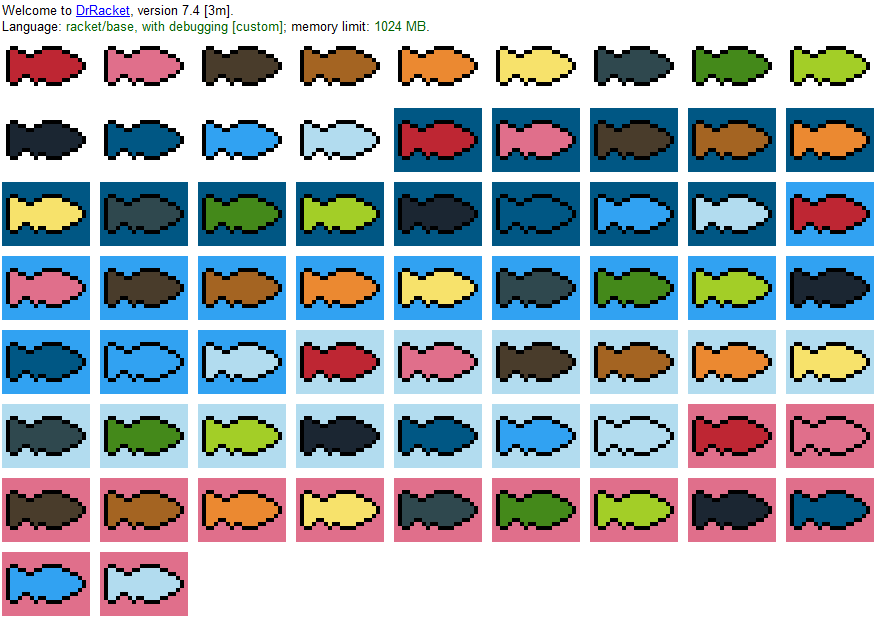 Welcome to DrRacket, version 7.4 [3m].
Language: racket/base, with debugging [custom]; memory limit: 1024 MB.